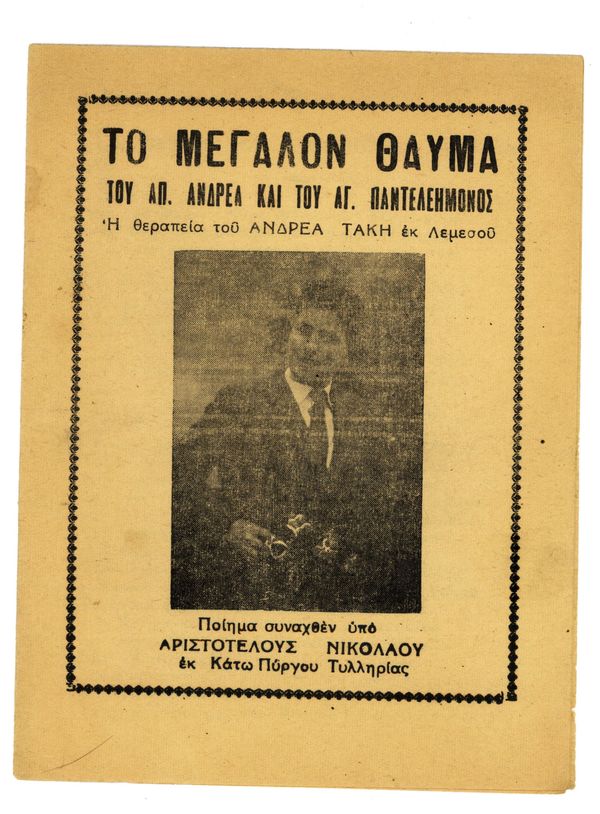 ΤΟ ΜΕΓΑΛΟΝ ΘΑΥΜΑ
ΤΟΥ ΑΠ. ΑΝΔΡΕΑ ΚΑΙ ΤΟΥ ΑΓ. ΠΑΝΤΕΛΕΗΜΟΝΟΣ
Ἡ θεραπεία τοῦ ΑΝΔΡΕΑ ΤΑΚΗ ἐκ Λεμεσοῦ
Ποίημα συναχθὲν ὑπὸ
ΑΡΙΣΤΟΤΕΛΟΥΣ ΝΙΚΟΛΑΟΥ
ἐκ Κάτω Πύργου Τυλληρίας